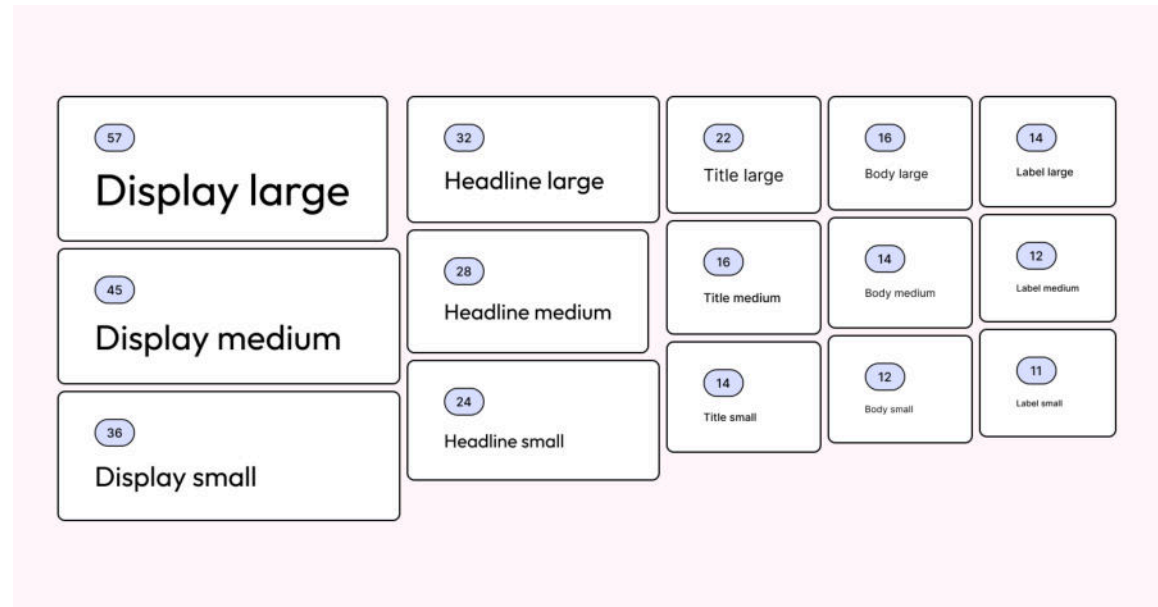 57
Display large
45
Display medium
36
Display small
32
Headline large
28
Headline medium
24
Headline small
22
Title large
16
Title medium
14
Title small
16
Body large
14
Body medium
12
Body small
14
Label large
12
Label medium
11
Label small